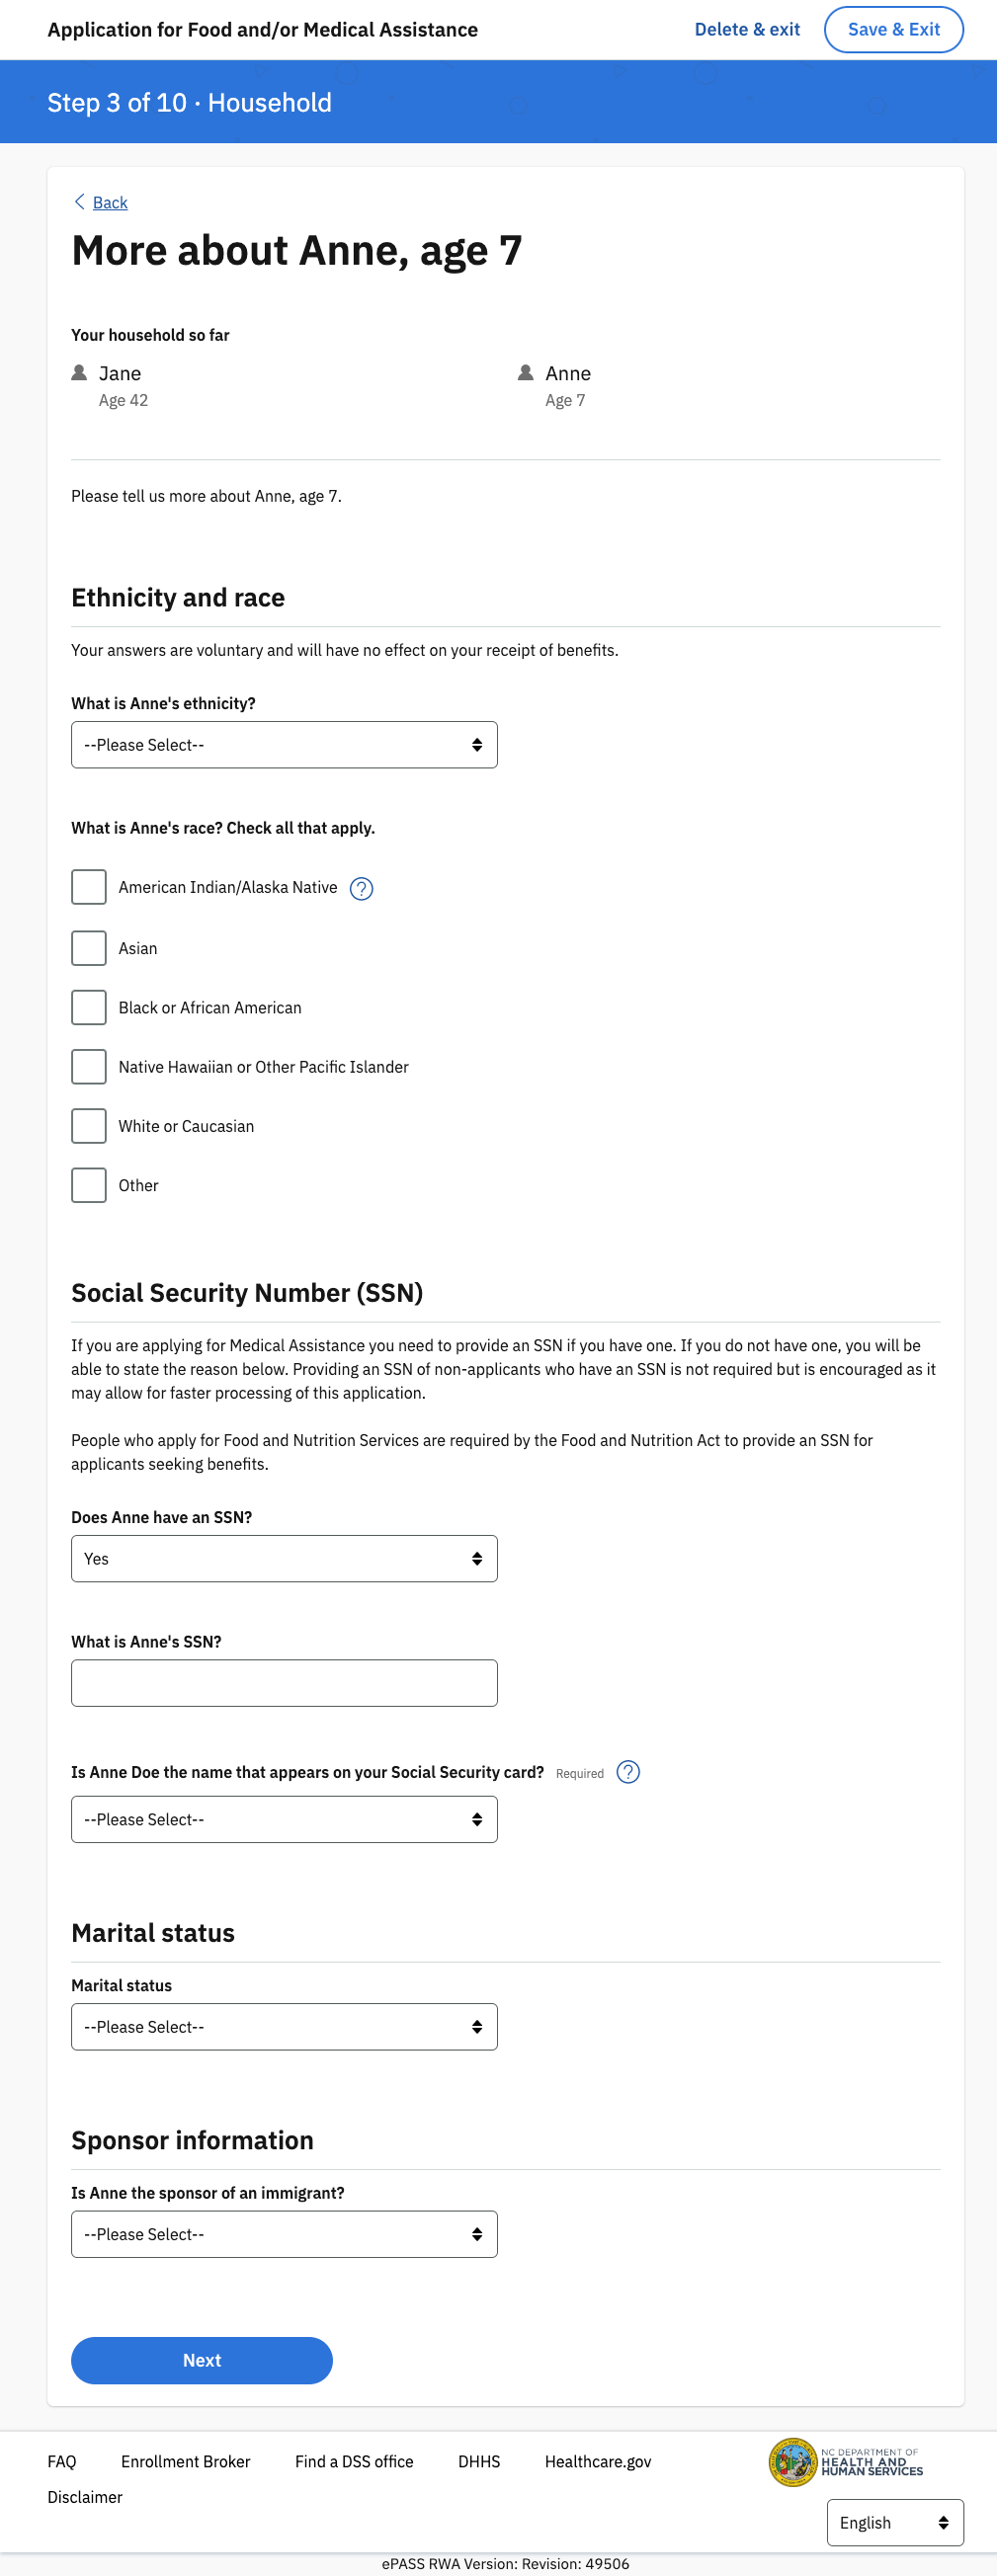 Application for Food and/or Medical Assistance
Delete & exit
Save & Exit
Step 3 of 10 · Household
Back
More about Anne, age 7
Your household so far
Jane
Age 42
Anne
Age 7
Please tell us more about Anne, age 7.
Ethnicity and race
Your answers are voluntary and will have no effect on your receipt of benefits.
What is Anne's ethnicity?
--Please Select--
What is Anne's race? Check all that apply.
American Indian/Alaska Native ?
Asian
Black or African American
Native Hawaiian or Other Pacific Islander
White or Caucasian
Other
Social Security Number (SSN)
If you are applying for Medical Assistance you need to provide an SSN if you have one. If you do not have one, you will be
able to state the reason below. Providing an SSN of non-applicants who have an SSN is not required but is encouraged as it
may allow for faster processing of this application.
People who apply for Food and Nutrition Services are required by the Food and Nutrition Act to provide an SSN for
applicants seeking benefits.
Does Anne have an SSN?
Yes
What is Anne's SSN?
Is Anne Doe the name that appears on your Social Security card? Required ?
--Please Select--
Marital status
Marital status
--Please Select--
Sponsor information
Is Anne the sponsor of an immigrant?
--Please Select--
Next
FAQ
Enrollment Broker
Find a DSS office
DHHS
Healthcare.gov
Disclaimer
NC DEPARTMENT OF
HEALTH AND
HUMAN SERVICES
English
ePASS RWA Version: Revision: 49506